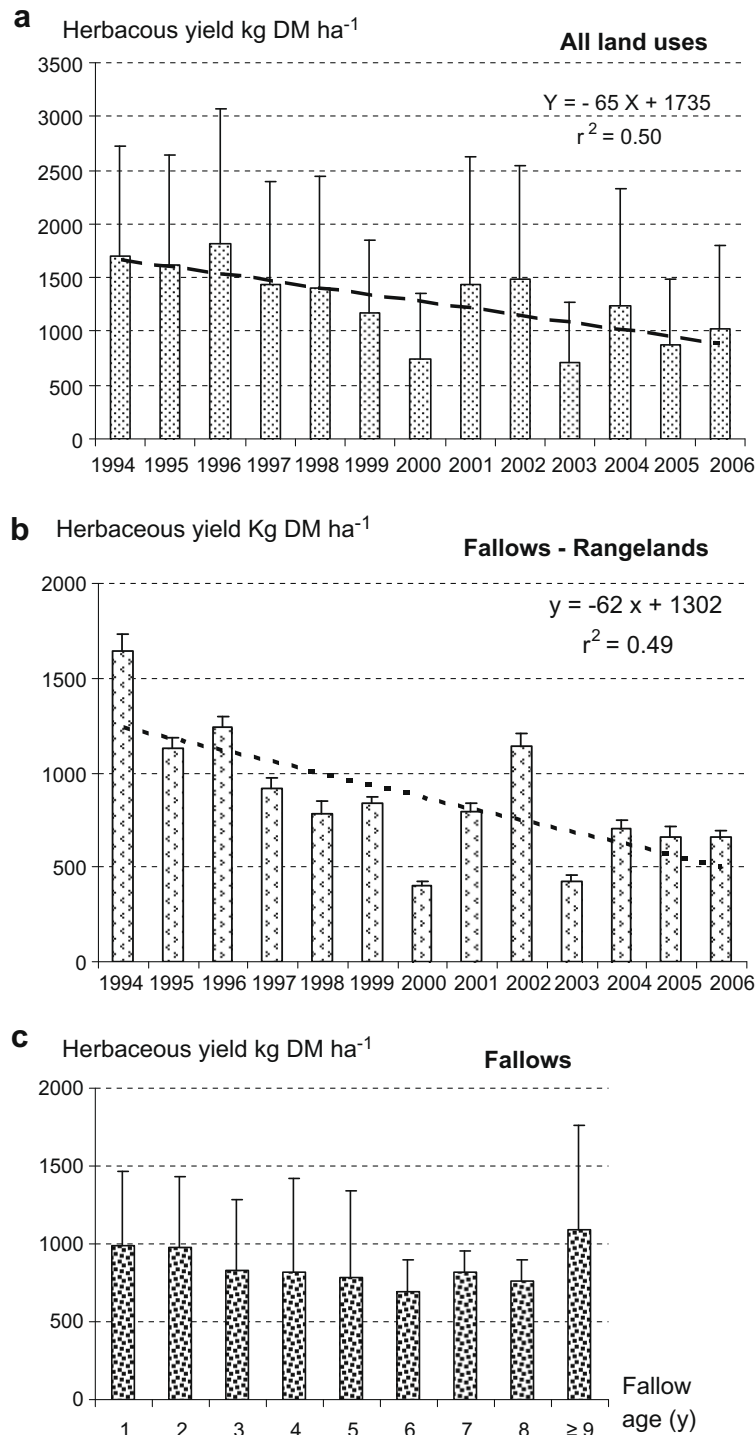 a Herbacous yield kg DM ha-1
All land uses
3500
3000
2500
2000
1500
1000
500
0
Y = - 65 X + 1735
r 2 = 0.50
1994 1995 1996 1997 1998 1999 2000 2001 2002 2003 2004 2005 2006
b Herbaceous yield Kg DM ha-1
Fallows - Rangelands
2000
1500
1000
500
0
y = -62 x + 1302
r2 = 0.49
1994 1995 1996 1997 1998 1999 2000 2001 2002 2003 2004 2005 2006
c Herbaceous yield kg DM ha-1
Fallows
2000
1500
1000
500
0
1 2 3 4 5 6 7 8 ≥ 9
Fallow
age (y)